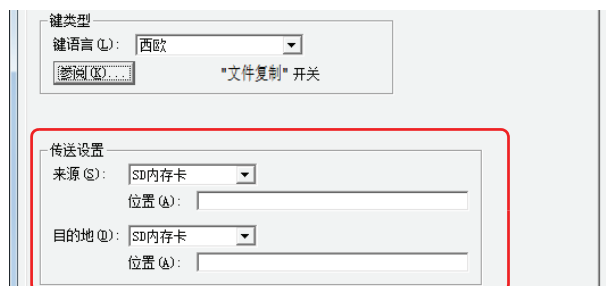 键类型
键语言(L): 西欧
参阅(K)... "文件复制" 开关
传送设置
来源(S): SD内存卡
位置(A):
目的地(D): SD内存卡
位置(A):